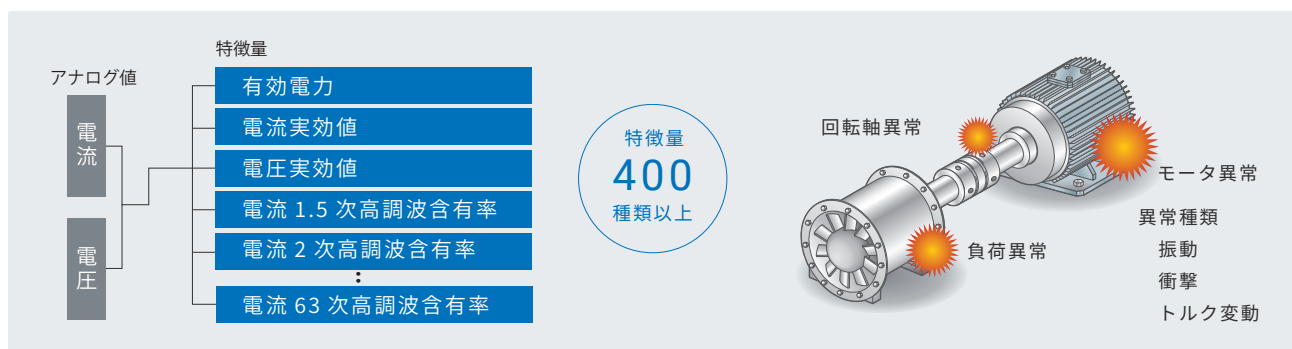 アナログ値
電流
電圧
特徴量
有効電力
電流実効値
電圧実効値
電流 1.5 次高調波含有率
電流 2 次高調波含有率
:
電流 63 次高調波含有率
特徴量
400
種類以上
回転軸異常
モータ異常
負荷異常
異常種類
振動
衝撃
トルク変動